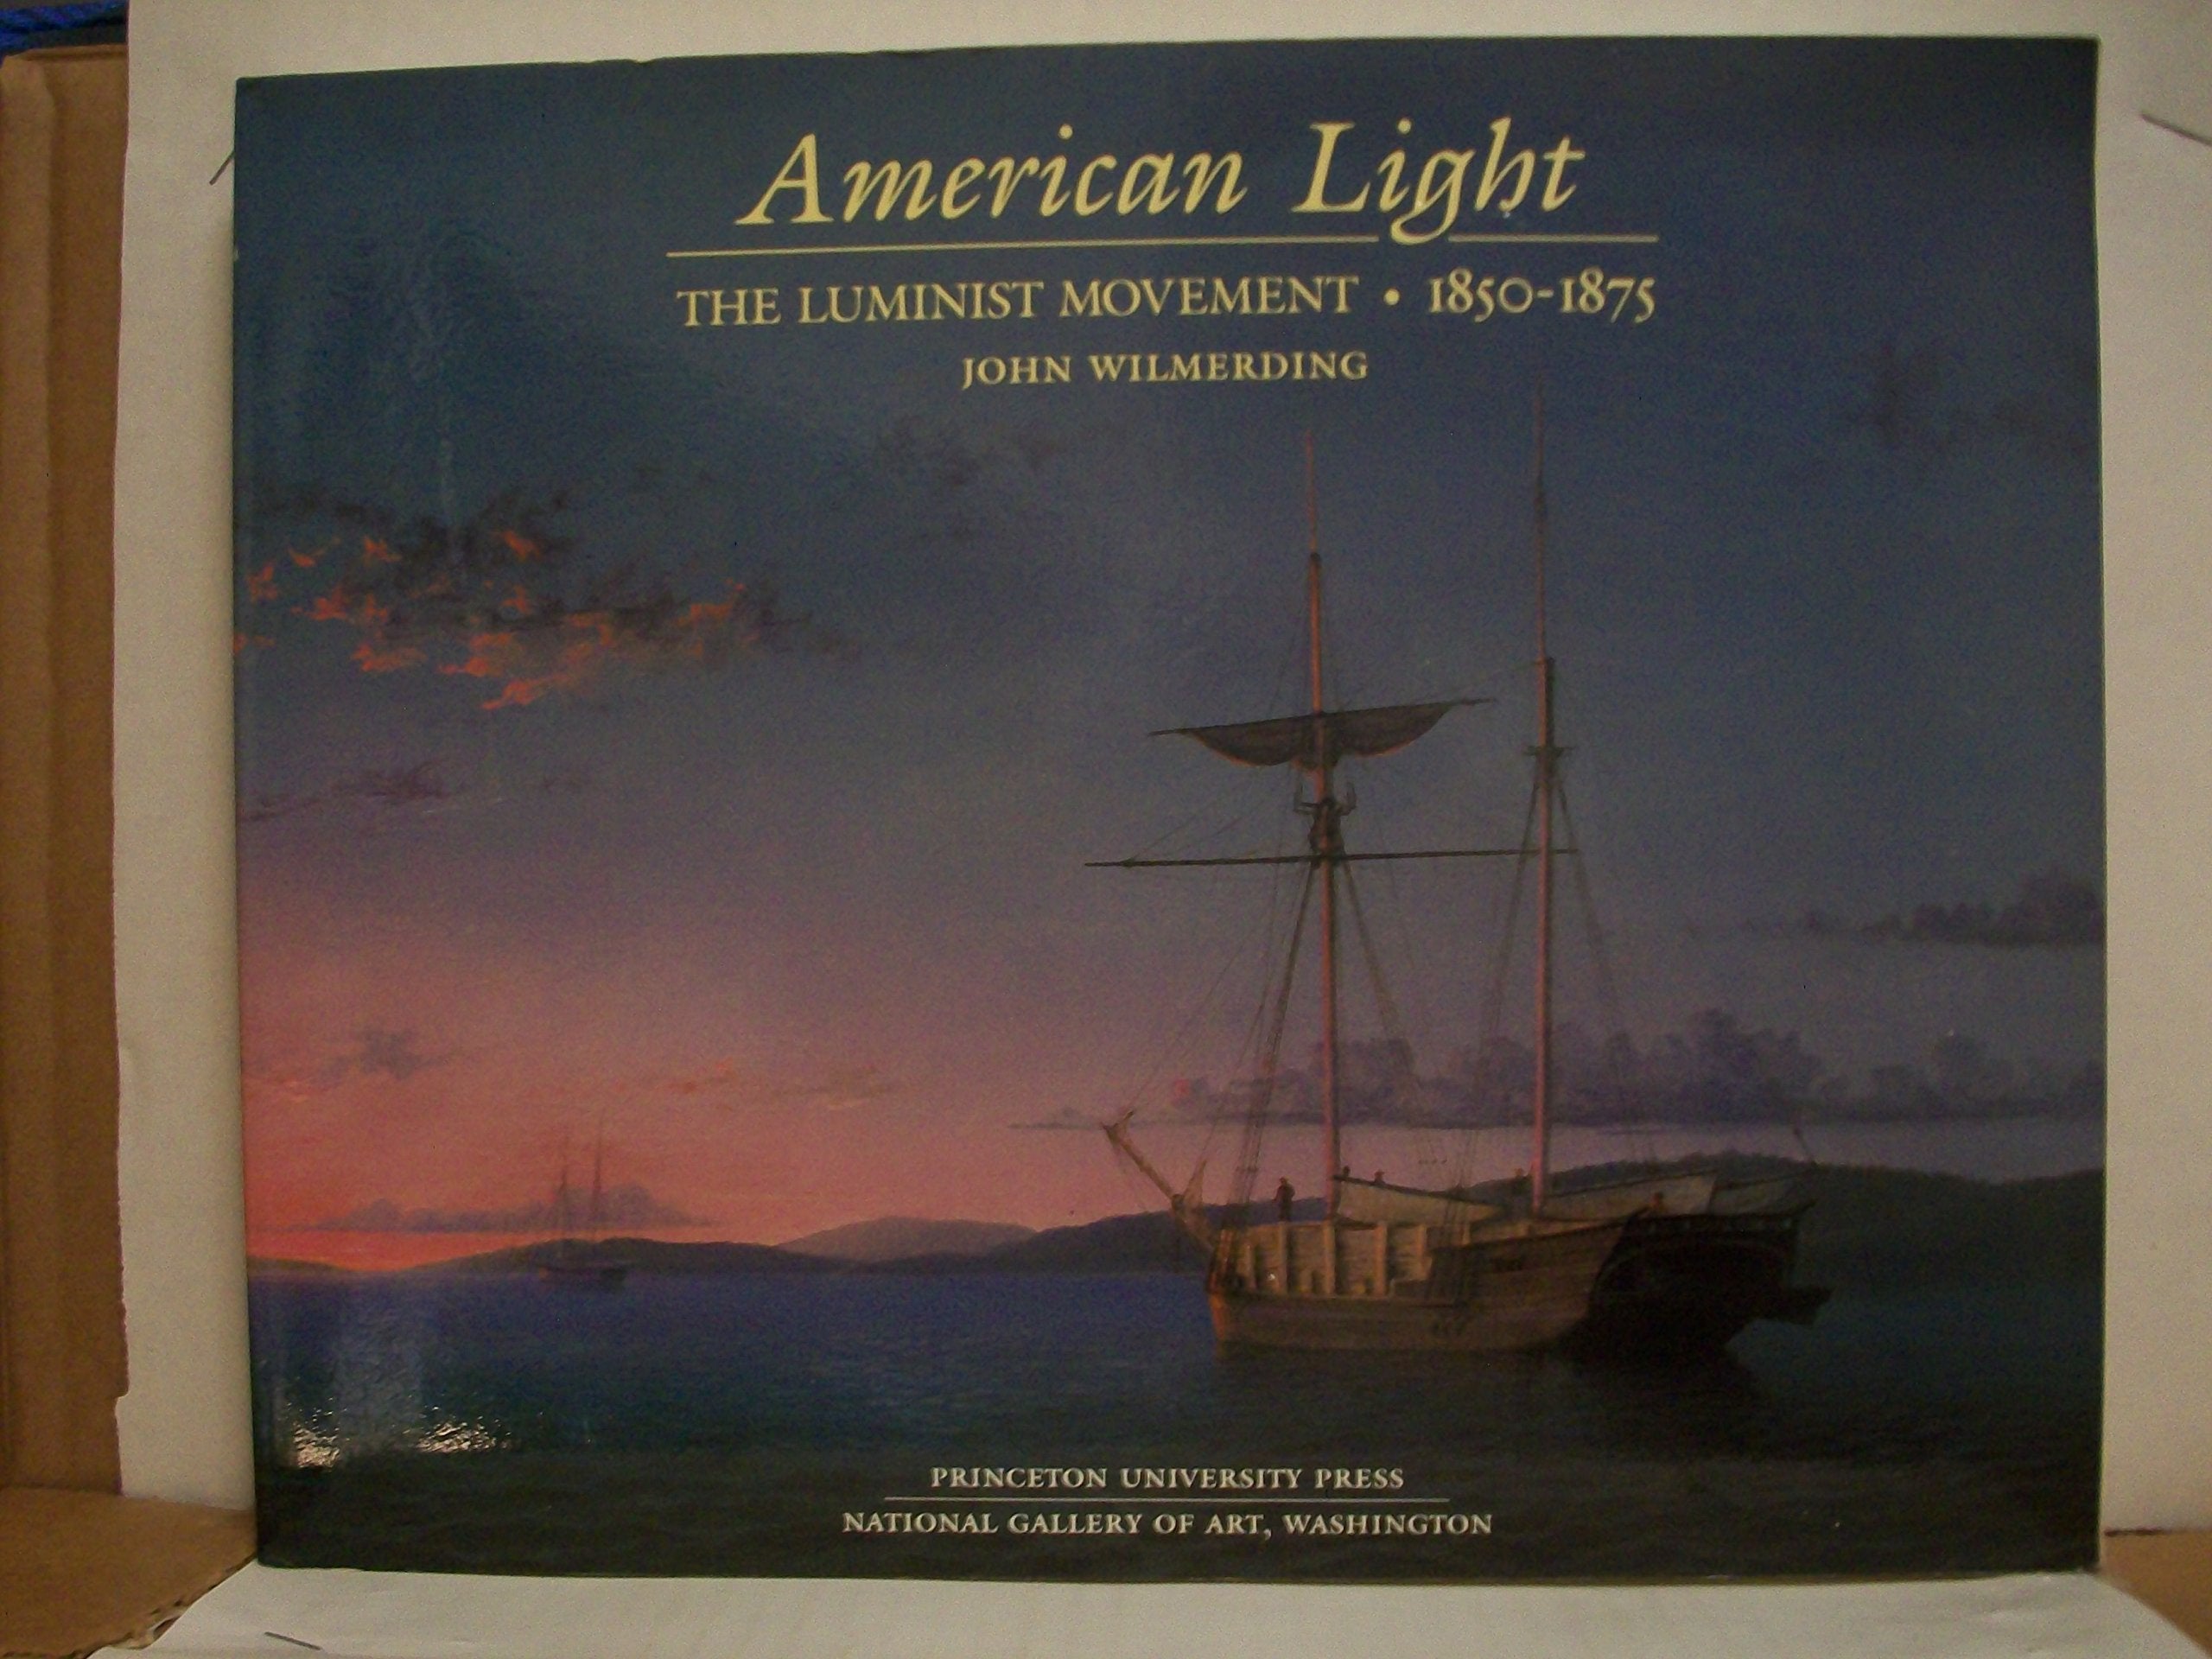 American Light
THE LUMINIST MOVEMENT • 1850-1875
JOHN WILMERDING
PRINCETON UNIVERSITY PRESS
NATIONAL GALLERY OF ART, WASHINGTON